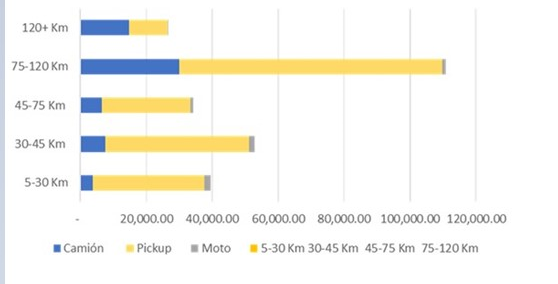 120+ Km
75-120 Km
45-75 Km
30-45 Km
5-30 Km
- 20,000.00 40,000.00 60,000.00 80,000.00 100,000.00 120,000.00
Camión Pickup Moto 5-30 Km 30-45 Km 45-75 Km 75-120 Km